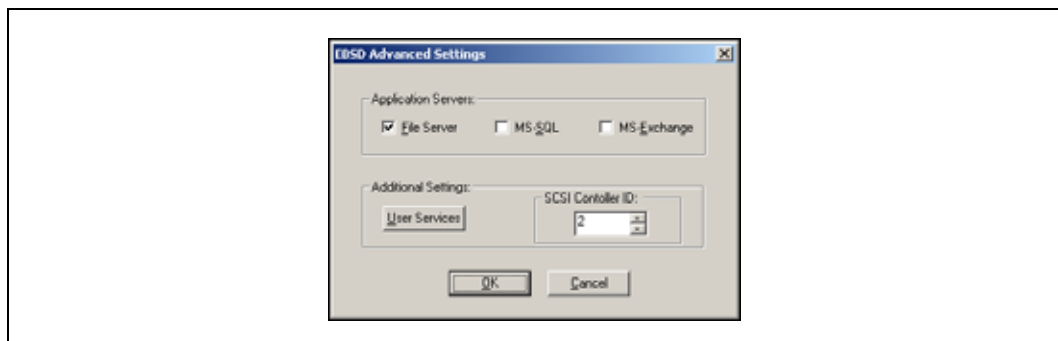 EBSD Advanced Settings
Application Servers:
File Server MS-SQL MS-Exchange
Additional Settings:
User Services
SCSI Contoller ID:
2
OK Cancel